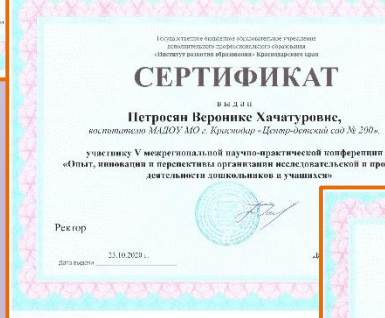 Государственное бюджетное образовательное учреждение
дополнительного профессионального образования
«Институт развития образования» Краснодарского края
СЕРТИФИКАТ
выдан
Петросян Веронике Хачатуровне,
воспитателю МАДОУ МО г. Краснодар «Центр-детский сад № 200»,
участнику V межрегиональной научно-практической конференции
«Опыт, инновации и перспективы организации исследовательской и про
деятельности дошкольников и учащихся»
Ректор
23.10.2020 г.
Дата выдачи